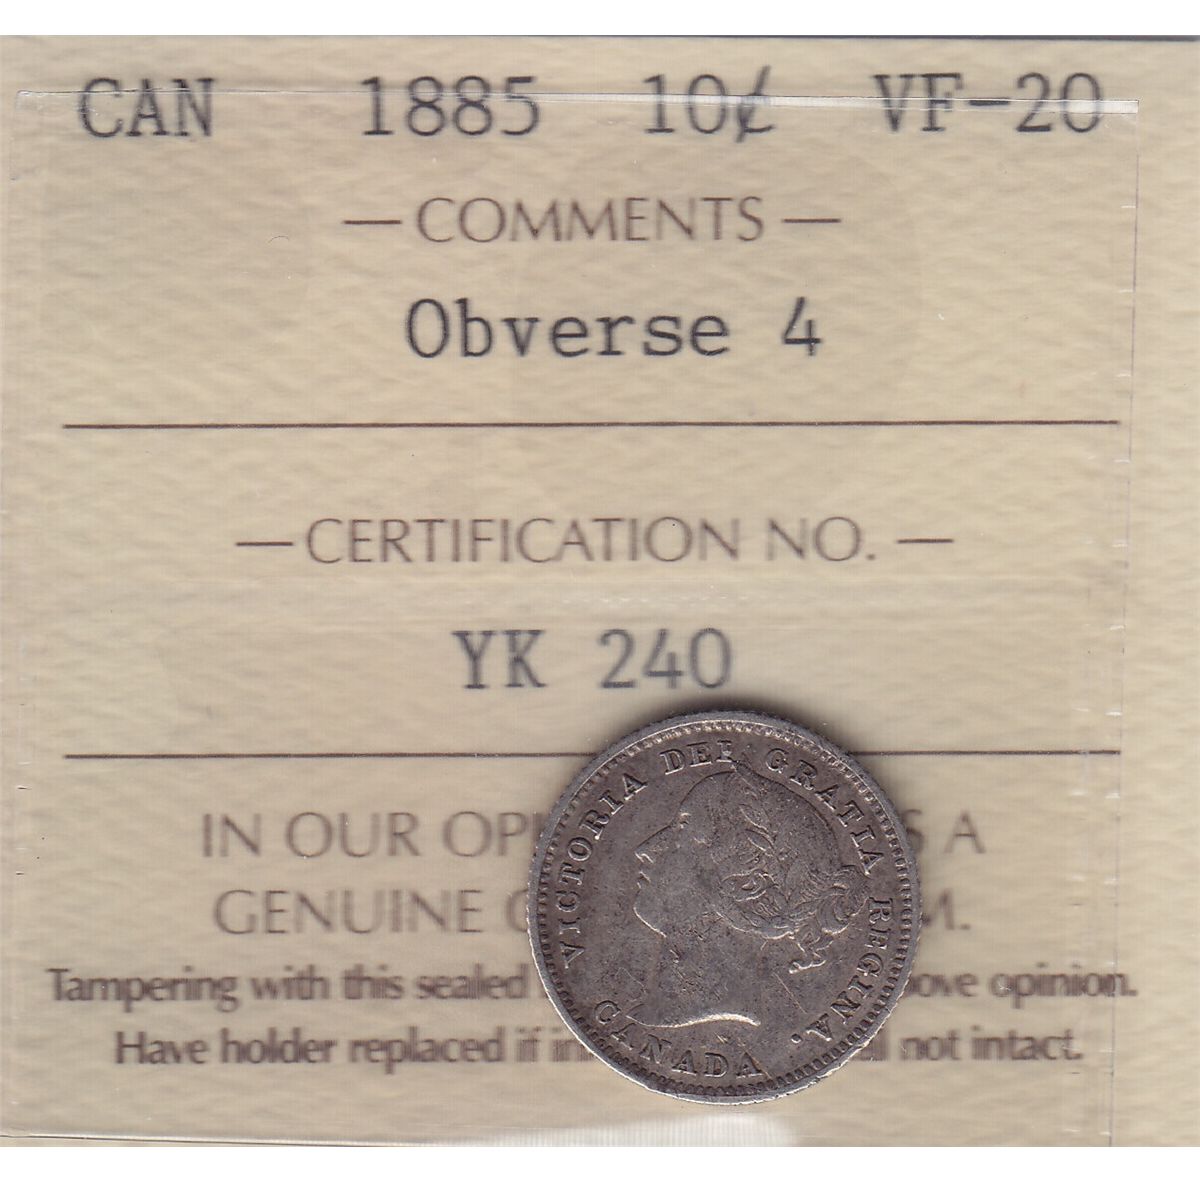 CAN 1885 10¢ VF-20
— COMMENTS —
Obverse 4
— CERTIFICATION NO. —
YK 240
IN OUR OPI S A
GENUINE M.
Tampering with this sealed ove opinion.
Have holder replaced if in not intact.
VICTORIA DEI GRATIA REGINA.
CANADA